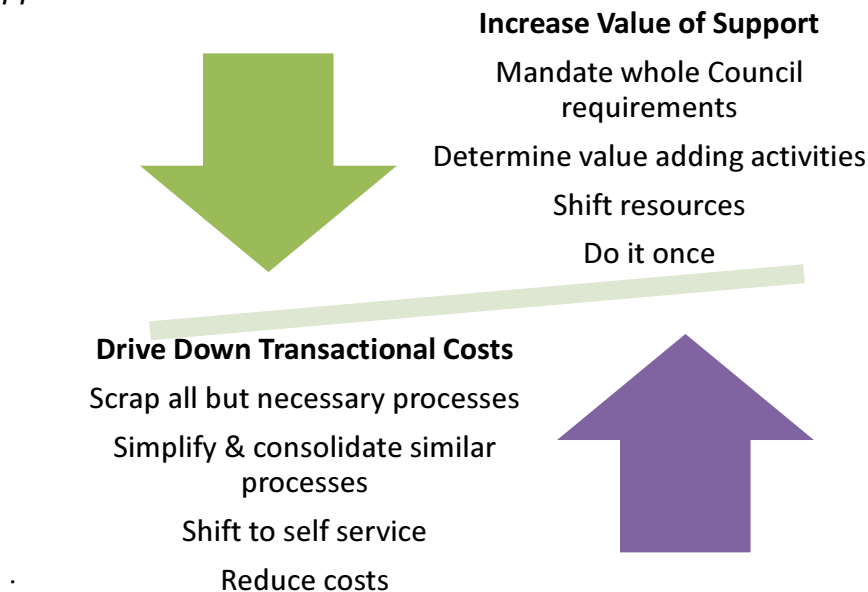 Increase Value of Support
Mandate whole Council
requirements
Determine value adding activities
Shift resources
Do it once
Drive Down Transactional Costs
Scrap all but necessary processes
Simplify & consolidate similar
processes
Shift to self service
Reduce costs
.